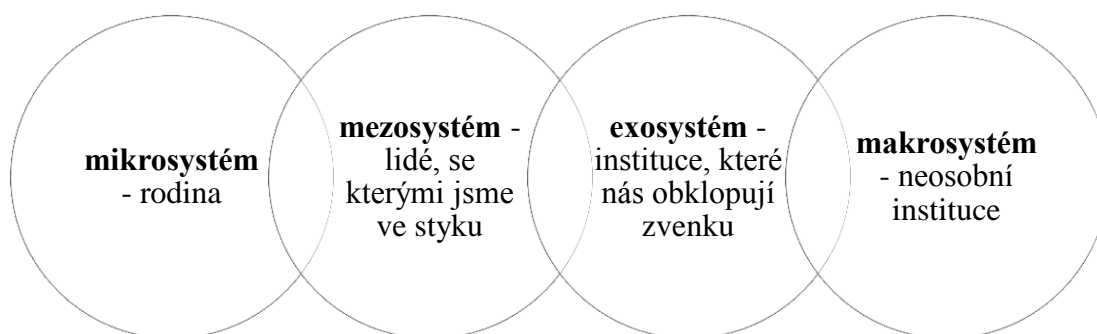 mikrosystém
- rodina
mezosystém -
lidé, se
kterými jsme
ve styku
exosystém -
instituce, které
nás obklopují
zvenku
makrosystém
- neosobní
instituce